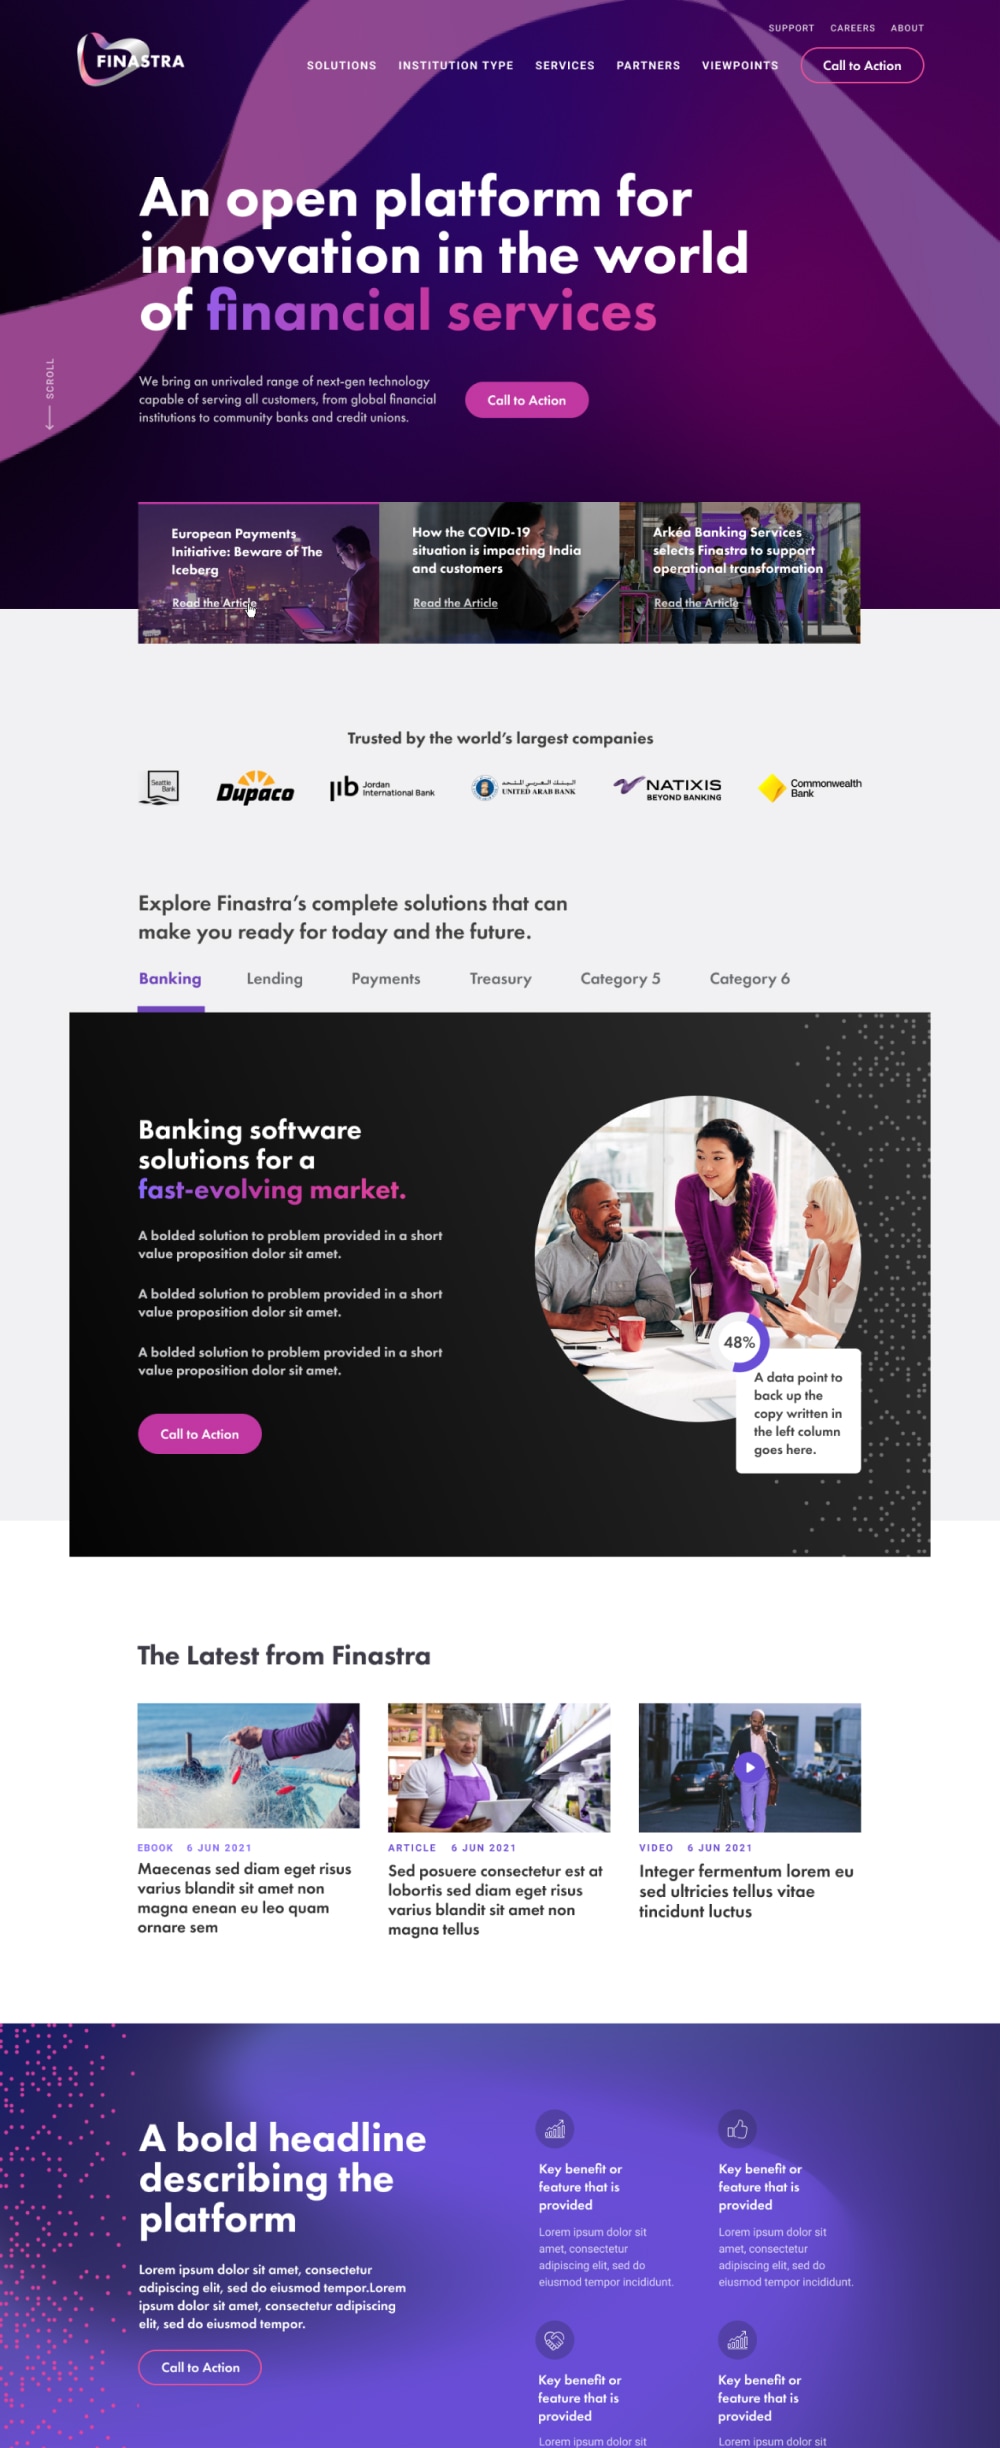 SUPPORT CAREERS ABOUT
FINASTRA
SOLUTIONS INSTITUTION TYPE SERVICES PARTNERS VIEWPOINTS Call to Action
An open platform for
innovation in the world
of financial services
SCROLL
We bring an unrivaled range of next-gen technology
capable of serving all customers, from global financial
institutions to community banks and credit unions.
Call to Action
European Payments
Initiative: Beware of The
Iceberg
Read the Article
How the COVID-19
situation is impacting India
and customers
Read the Article
Arkéa Banking Services
selects Finastra to support
operational transformation
Read the Article
Trusted by the world's largest companies
Seattle
Bank
Dupaco
Jordan
International Bank
البنك العربي المتحد
UNITED ARAB BANK
NATIXIS
BEYOND BANKING
Commonwealth
Bank
Explore Finastra's complete solutions that can
make you ready for today and the future.
Banking Lending Payments Treasury Category 5 Category 6
Banking software
solutions for a
fast-evolving market.
A bolded solution to problem provided in a short
value proposition dolor sit amet.
A bolded solution to problem provided in a short
value proposition dolor sit amet.
A bolded solution to problem provided in a short
value proposition dolor sit amet.
Call to Action
48%
A data point to
back up the
copy written in
the left column
goes here.
The Latest from Finastra
EBOOK 6 JUN 2021
Maecenas sed diam eget risus
varius blandit sit amet non
magna enean eu leo quam
ornare sem
ARTICLE 6 JUN 2021
Sed posuere consectetur est at
lobortis sed diam eget risus
varius blandit sit amet non
magna tellus
VIDEO 6 JUN 2021
Integer fermentum lorem eu
sed ultricies tellus vitae
tincidunt luctus
A bold headline
describing the
platform
Lorem ipsum dolor sit amet, consectetur
adipiscing elit, sed do eiusmod tempor.Lorem
ipsum dolor sit amet, consectetur adipiscing
elit, sed do eiusmod tempor.
Call to Action
Key benefit or
feature that is
provided
Lorem ipsum dolor sit
amet, consectetur
adipiscing elit, sed do
eiusmod tempor incididunt.
Key benefit or
feature that is
provided
Lorem ipsum dolor sit
amet, consectetur
adipiscing elit, sed do
eiusmod tempor incididunt.
Key benefit or
feature that is
provided
Lorem ipsum dolor sit
Key benefit or
feature that is
provided
Lorem ipsum dolor sit